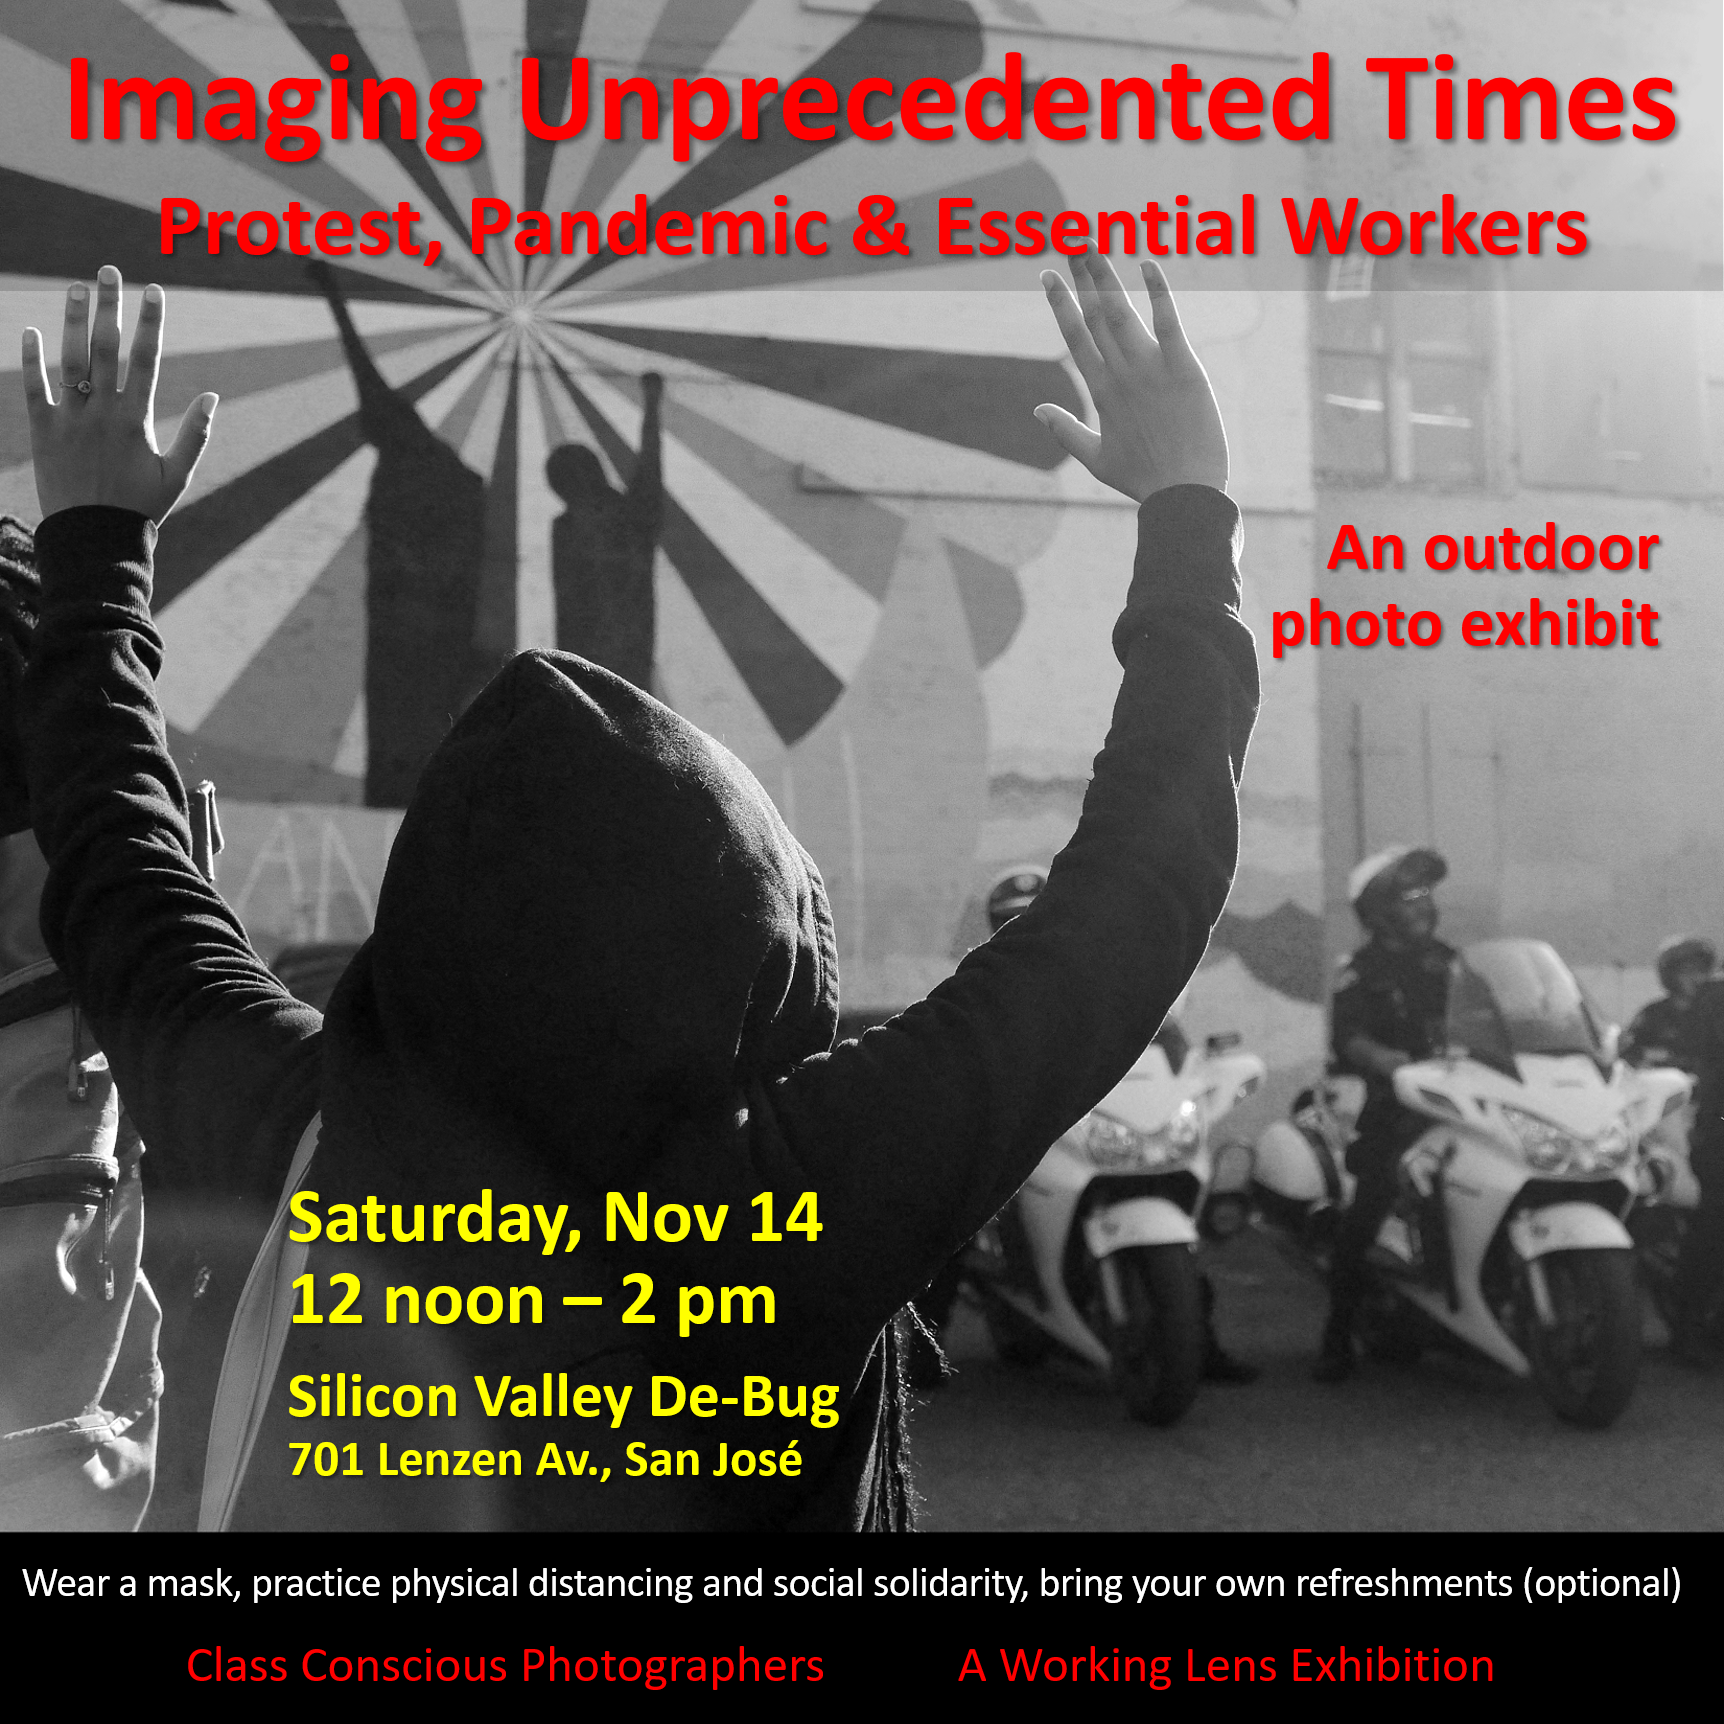 Imaging Unprecedented Times
Protest, Pandemic & Essential Workers
An outdoor
photo exhibit
Saturday, Nov 14
12 noon – 2 pm
Silicon Valley De-Bug
701 Lenzen Av., San José
Wear a mask, practice physical distancing and social solidarity, bring your own refreshments (optional)
Class Conscious Photographers
A Working Lens Exhibition